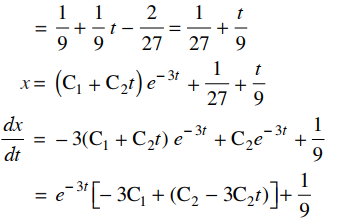 = 1/9 + 1/9 t − 2/27 = 1/27 + t/9
x = (C₁ + C₂t) e^(−3t) + 1/27 + t/9
dx/dt = − 3(C₁ + C₂t) e^(−3t) + C₂e^(−3t) + 1/9
= e^(−3t)[− 3C₁ + (C₂ − 3C₂t)] + 1/9